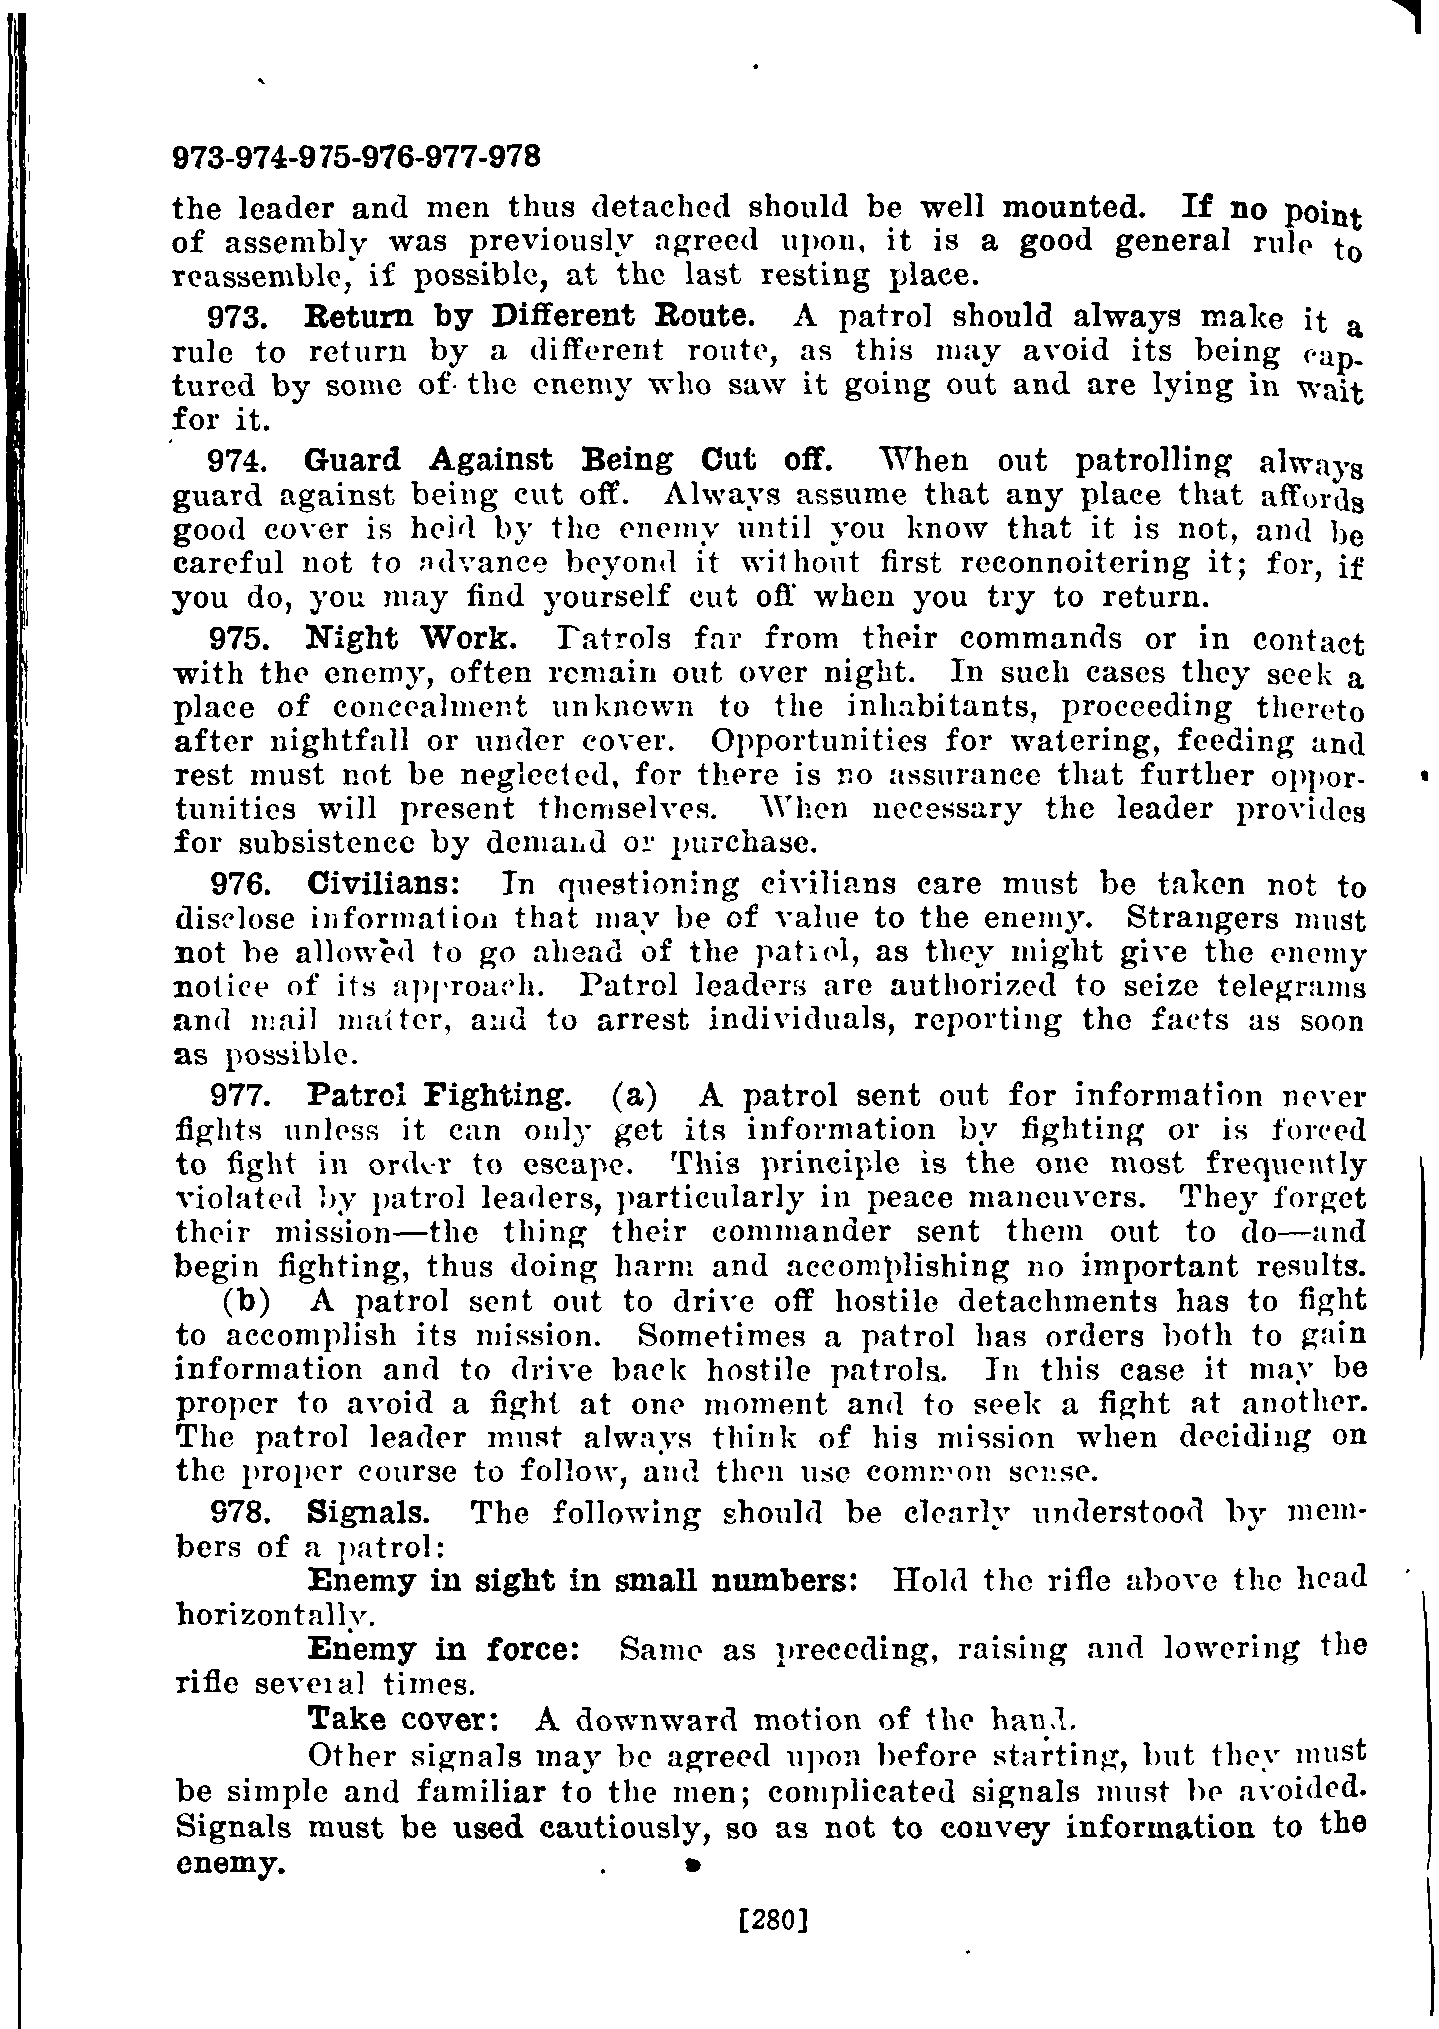 973-974-975-976-977-978
the leader and men thus detached should be well mounted. If no point
of assembly was previously agreed upon, it is a good general rule to
reassemble, if possible, at the last resting place.
973. Return by Different Route. A patrol should always make it a
rule to return by a different route, as this may avoid its being cap-
tured by some of the enemy who saw it going out and are lying in wait
for it.
974. Guard Against Being Cut off. When out patrolling always
guard against being cut off. Always assume that any place that affords
good cover is held by the enemy until you know that it is not, and be
careful not to advance beyond it without first reconnoitering it; for, if
you do, you may find yourself cut off when you try to return.
975. Night Work. Patrols far from their commands or in contact
with the enemy, often remain out over night. In such cases they seek a
place of concealment unknown to the inhabitants, proceeding thereto
after nightfall or under cover. Opportunities for watering, feeding and
rest must not be neglected, for there is no assurance that further oppor-
tunities will present themselves. When necessary the leader provides
for subsistence by demand or purchase.
976. Civilians: In questioning civilians care must be taken not to
disclose information that may be of value to the enemy. Strangers must
not be allowed to go ahead of the patrol, as they might give the enemy
notice of its approach. Patrol leaders are authorized to seize telegrams
and mail matter, and to arrest individuals, reporting the facts as soon
as possible.
977. Patrol Fighting. (a) A patrol sent out for information never
fights unless it can only get its information by fighting or is forced
to fight in order to escape. This principle is the one most frequently
violated by patrol leaders, particularly in peace maneuvers. They forget
their mission—the thing their commander sent them out to do—and
begin fighting, thus doing harm and accomplishing no important results.
(b) A patrol sent out to drive off hostile detachments has to fight
to accomplish its mission. Sometimes a patrol has orders both to gain
information and to drive back hostile patrols. In this case it may be
proper to avoid a fight at one moment and to seek a fight at another.
The patrol leader must always think of his mission when deciding on
the proper course to follow, and then use common sense.
978. Signals. The following should be clearly understood by mem-
bers of a patrol:
Enemy in sight in small numbers: Hold the rifle above the head
horizontally.
Enemy in force: Same as preceding, raising and lowering the
rifle several times.
Take cover: A downward motion of the hand.
Other signals may be agreed upon before starting, but they must
be simple and familiar to the men; complicated signals must be avoided.
Signals must be used cautiously, so as not to convey information to the
enemy.
[280]